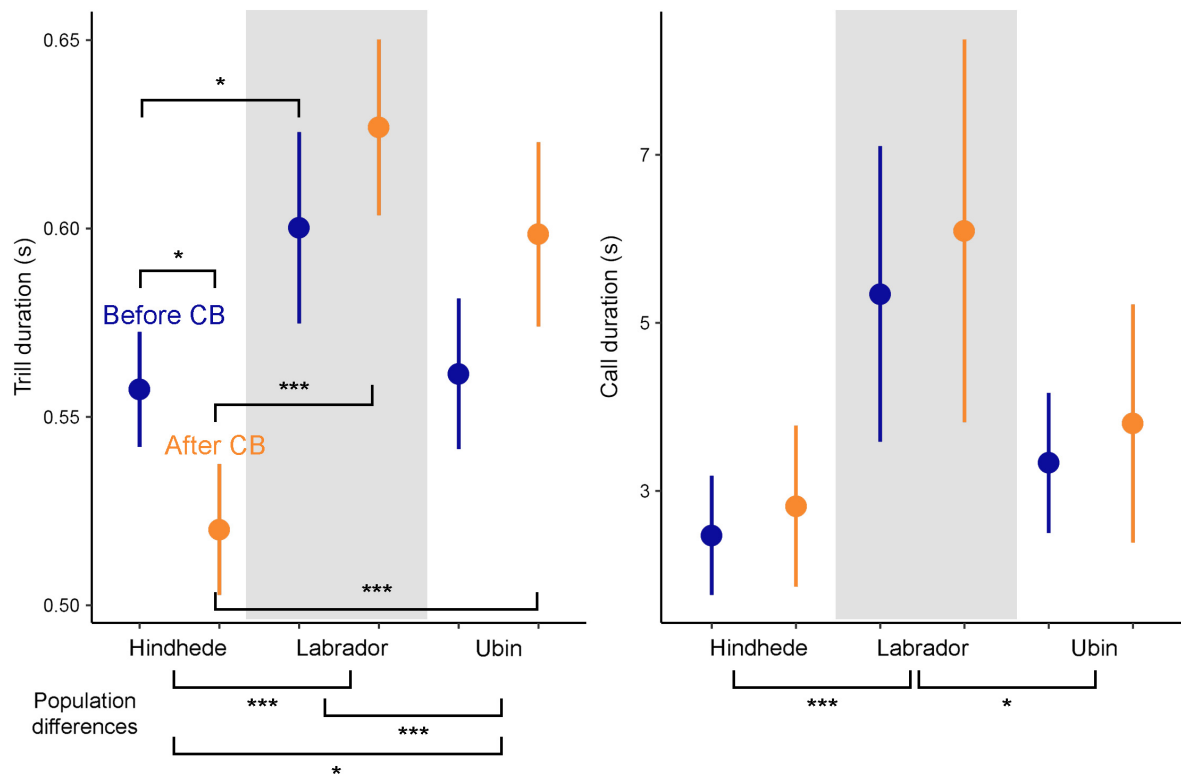 Trill duration (s)
0.65
0.60
0.55
0.50
*
*
Before CB
***
After CB
***
Hindhede Labrador Ubin
Population
differences
***
***
*
Call duration (s)
7
5
3
Hindhede Labrador Ubin
***
*